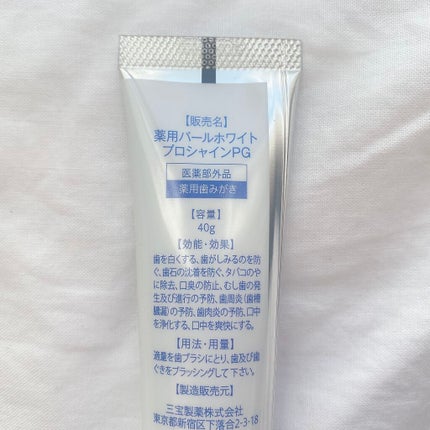 【販売名】
薬用パールホワイト
プロシャインPG
医薬部外品
薬用歯みがき
【容量】
40g
【効能・効果】
歯を白くする、歯がしみるのを防
ぐ、歯石の沈着を防ぐ、タバコのや
に除去、口臭の防止、むし歯の発
生及び進行の予防、歯周炎(歯槽
膿漏)の予防、歯肉炎の予防、口中
を浄化する、口中を爽快にする。
【用法・用量】
適量を歯ブラシにとり、歯及び歯
ぐきをブラッシングして下さい。
【製造販売元】
三宝製薬株式会社
東京都新宿区下落合2-3-18